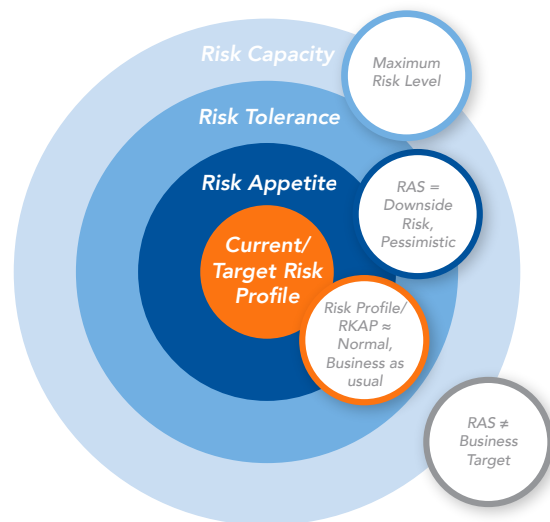 Risk Capacity
Maximum
Risk Level
Risk Tolerance
Risk Appetite
RAS =
Downside
Risk,
Pessimistic
Current/
Target Risk
Profile
Risk Profile/
RKAP ≈
Normal,
Business as
usual
RAS ≠
Business
Target